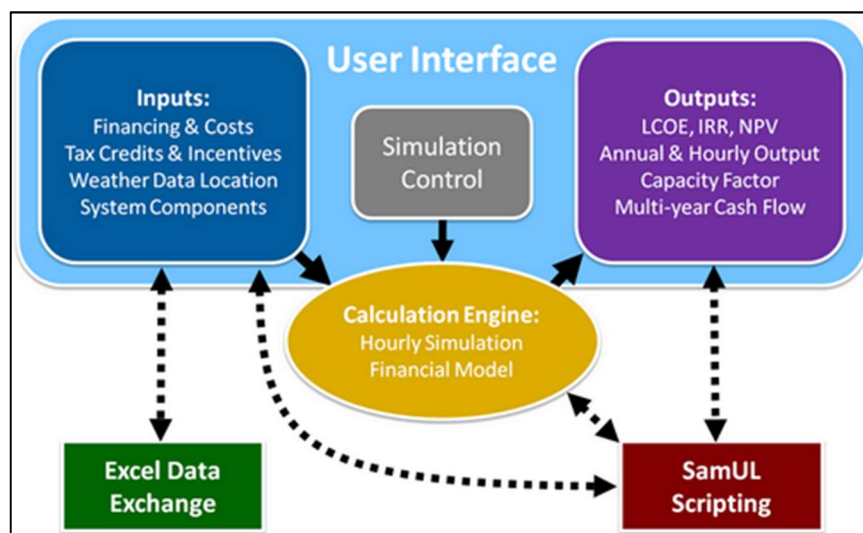 User Interface
Inputs:
Financing & Costs
Tax Credits & Incentives
Weather Data Location
System Components
Simulation
Control
Outputs:
LCOE, IRR, NPV
Annual & Hourly Output
Capacity Factor
Multi-year Cash Flow
Calculation Engine:
Hourly Simulation
Financial Model
Excel Data
Exchange
SamUL
Scripting